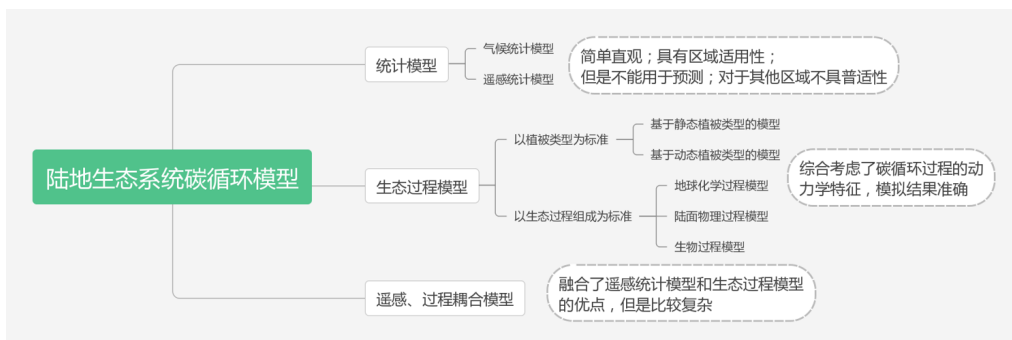 陆地生态系统碳循环模型
统计模型
气候统计模型
遥感统计模型
简单直观；具有区域适用性；
但是不能用于预测；对于其他区域不具普适性
生态过程模型
以植被类型为标准
基于静态植被类型的模型
基于动态植被类型的模型
以生态过程组成为标准
地球化学过程模型
陆面物理过程模型
生物过程模型
综合考虑了碳循环过程的动
力学特征，模拟结果准确
遥感、过程耦合模型
融合了遥感统计模型和生态过程模型
的优点，但是比较复杂